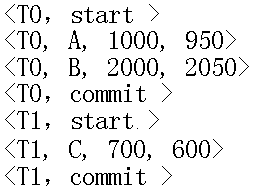 <T0, start >
<T0, A, 1000, 950>
<T0, B, 2000, 2050>
<T0, commit >
<T1, start >
<T1, C, 700, 600>
<T1, commit >